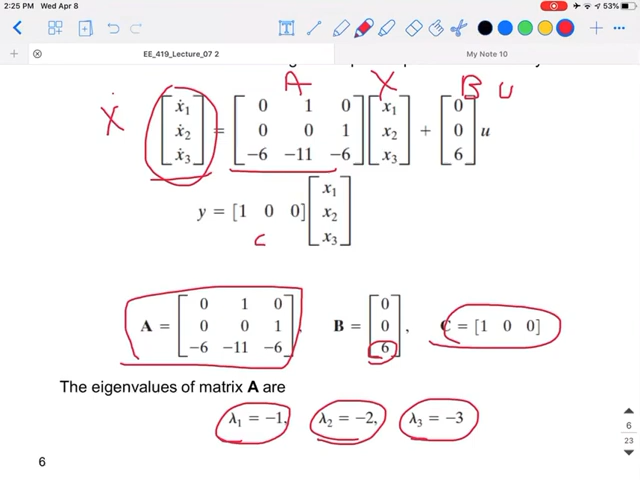 2:25 PM Wed Apr 8 53%
EE_419_Lecture_07 2 My Note 10
A X B U
Ẋ [ẋ₁ ẋ₂ ẋ₃] = [0 1 0; 0 0 1; −6 −11 −6] [x₁ x₂ x₃] + [0 0 6] u
y = [1 0 0] [x₁ x₂ x₃]
C
A = [0 1 0; 0 0 1; −6 −11 −6], B = [0 0 6], C = [1 0 0]
The eigenvalues of matrix A are
λ₁ = −1, λ₂ = −2, λ₃ = −3
6
6
23